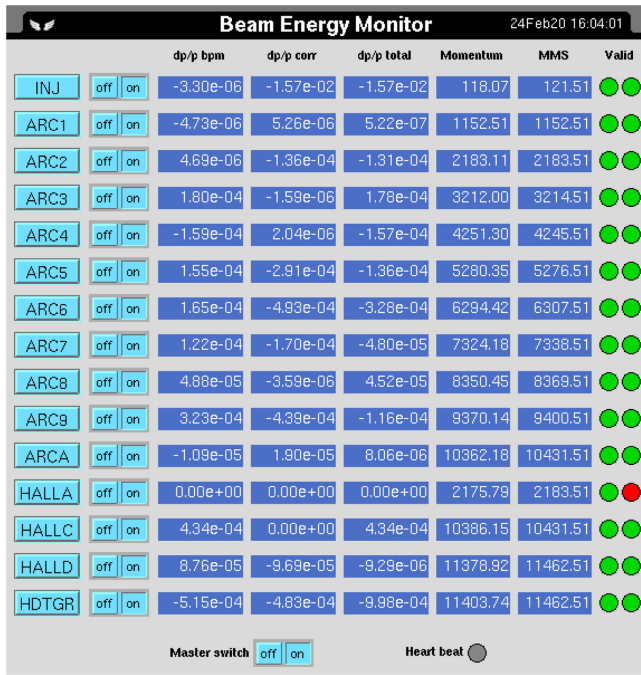 Beam Energy Monitor 24Feb20 16:04:01
dp/p bpm dp/p corr dp/p total Momentum MMS Valid
INJ off on -3.30e-06 -1.57e-02 -1.57e-02 118.07 121.51
ARC1 off on -4.73e-06 5.26e-06 5.22e-07 1152.51 1152.51
ARC2 off on 4.69e-06 -1.36e-04 -1.31e-04 2183.11 2183.51
ARC3 off on 1.80e-04 -1.59e-06 1.78e-04 3212.00 3214.51
ARC4 off on -1.59e-04 2.04e-06 -1.57e-04 4251.30 4245.51
ARC5 off on 1.55e-04 -2.91e-04 -1.36e-04 5280.35 5276.51
ARC6 off on 1.65e-04 -4.93e-04 -3.28e-04 6294.42 6307.51
ARC7 off on 1.22e-04 -1.70e-04 -4.80e-05 7324.18 7338.51
ARC8 off on 4.88e-05 -3.59e-06 4.52e-05 8350.45 8369.51
ARC9 off on 3.23e-04 -4.39e-04 -1.16e-04 9370.14 9400.51
ARCA off on -1.09e-05 1.90e-05 8.06e-06 10362.18 10431.51
HALLA off on 0.00e+00 0.00e+00 0.00e+00 2175.79 2183.51
HALLC off on 4.34e-04 0.00e+00 4.34e-04 10386.15 10431.51
HALLD off on 8.76e-05 -9.69e-05 -9.29e-06 11378.92 11462.51
HDTGR off on -5.15e-04 -4.83e-04 -9.98e-04 11403.74 11462.51
Master switch off on Heart beat